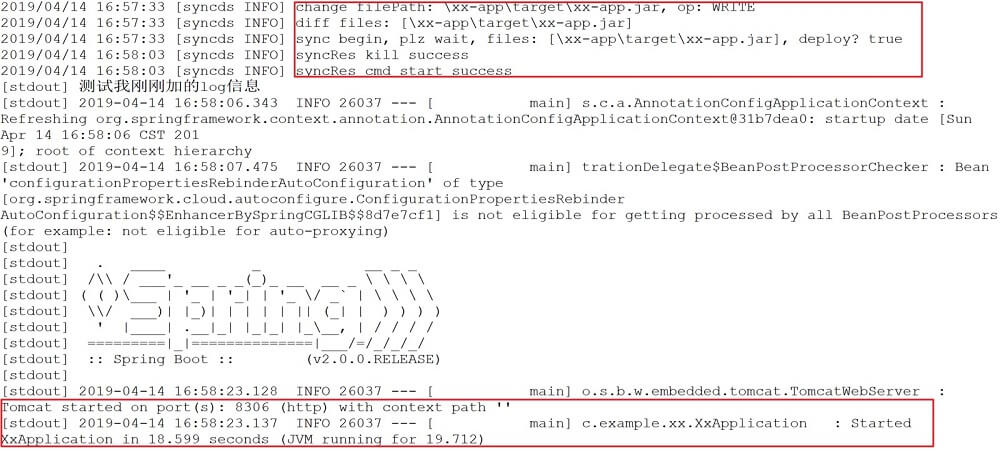 2019/04/14 16:57:33 [syncds INFO] change filePath: \xx-app\target\xx-app.jar, op: WRITE
2019/04/14 16:57:33 [syncds INFO] diff files: [\xx-app\target\xx-app.jar]
2019/04/14 16:57:33 [syncds INFO] sync begin, plz wait, files: [\xx-app\target\xx-app.jar], deploy? true
2019/04/14 16:58:03 [syncds INFO] syncRes kill success
2019/04/14 16:58:03 [syncds INFO] syncRes cmd start success
[stdout] 测试我刚刚加的log信息
[stdout] 2019-04-14 16:58:06.343  INFO 26037 --- [           main] s.c.a.AnnotationConfigApplicationContext :
Refreshing org.springframework.context.annotation.AnnotationConfigApplicationContext@31b7dea0: startup date [Sun
Apr 14 16:58:06 CST 201
9]; root of context hierarchy
[stdout] 2019-04-14 16:58:07.475  INFO 26037 --- [           main] trationDelegate$BeanPostProcessorChecker : Bean
'configurationPropertiesRebinderAutoConfiguration' of type
[org.springframework.cloud.autoconfigure.ConfigurationPropertiesRebinder
AutoConfiguration$$EnhancerBySpringCGLIB$$8d7e7cf1] is not eligible for getting processed by all BeanPostProcessors
(for example: not eligible for auto-proxying)
[stdout]
[stdout]   .   ____          _            __ _ _
[stdout]  /\\ / ___'_ __ _ _(_)_ __  __ _ \ \ \ \
[stdout] ( ( )\___ | '_ | '_| | '_ \/ _` | \ \ \ \
[stdout]  \\/  ___)| |_)| | | | | || (_| |  ) ) ) )
[stdout]   '  |____| .__|_| |_|_| |_\__, | / / / /
[stdout]  =========|_|==============|___/=/_/_/_/
[stdout]  :: Spring Boot ::        (v2.0.0.RELEASE)
[stdout]
[stdout] 2019-04-14 16:58:23.128  INFO 26037 --- [           main] o.s.b.w.embedded.tomcat.TomcatWebServer  :
Tomcat started on port(s): 8306 (http) with context path ''
[stdout] 2019-04-14 16:58:23.137  INFO 26037 --- [           main] c.example.xx.XxApplication   : Started
XxApplication in 18.599 seconds (JVM running for 19.712)